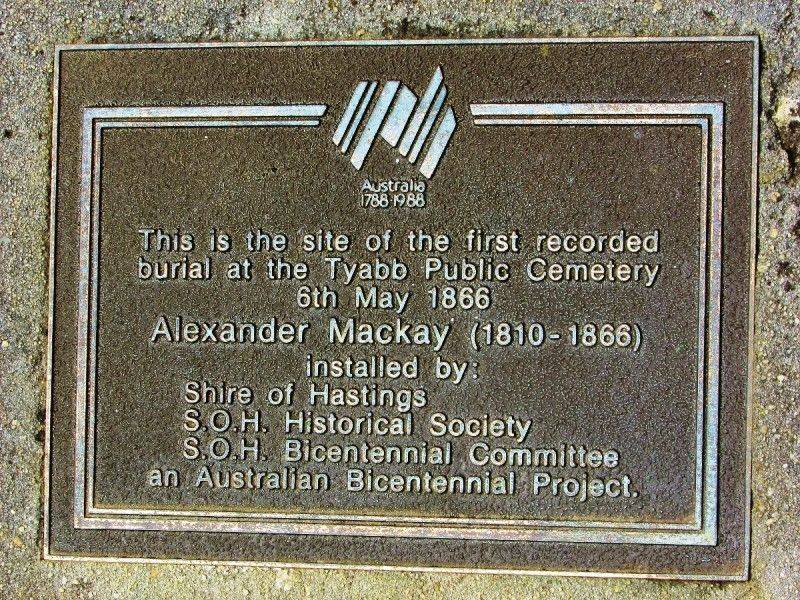 Australia
1788-1988
This is the site of the first recorded
burial at the Tyabb Public Cemetery
6th May 1866
Alexander Mackay (1810-1866)
installed by:
Shire of Hastings
S.O.H. Historical Society
S.O.H. Bicentennial Committee
an Australian Bicentennial Project.